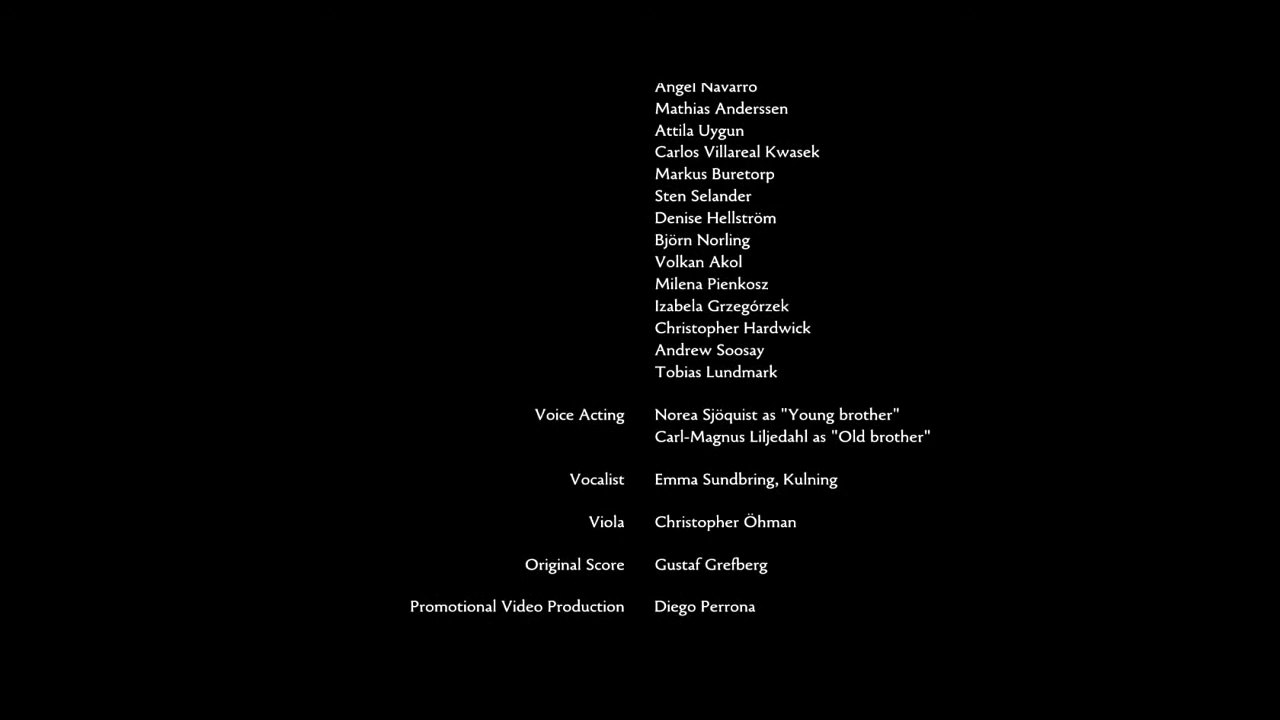 Angel Navarro
Mathias Anderssen
Attila Uygun
Carlos Villareal Kwasek
Markus Buretorp
Sten Selander
Denise Hellström
Björn Norling
Volkan Akol
Milena Pienkosz
Izabela Grzegórzek
Christopher Hardwick
Andrew Soosay
Tobias Lundmark
Voice Acting Norea Sjöquist as "Young brother"
Carl-Magnus Liljedahl as "Old brother"
Vocalist Emma Sundbring, Kulning
Viola Christopher Öhman
Original Score Gustaf Grefberg
Promotional Video Production Diego Perrona